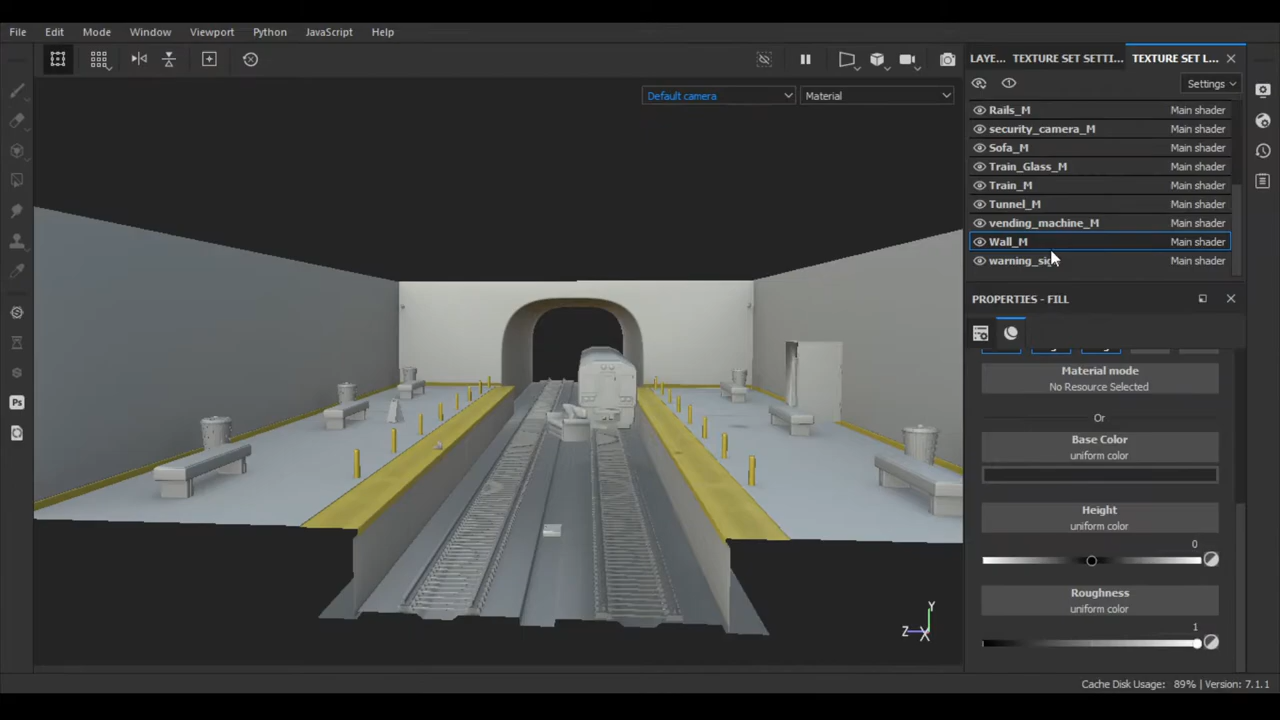 File Edit Mode Window Viewport Python JavaScript Help
LAYE... TEXTURE SET SETTI... TEXTURE SET L...
Settings
Default camera
Material
Rails_M Main shader
security_camera_M Main shader
Sofa_M Main shader
Train_Glass_M Main shader
Train_M Main shader
Tunnel_M Main shader
vending_machine_M Main shader
Wall_M Main shader
warning_sig Main shader
PROPERTIES - FILL
Material mode
No Resource Selected
Or
Base Color
uniform color
Height
uniform color
0
Roughness
uniform color
1
Y
Z X
Ps
Cache Disk Usage: 89% | Version: 7.1.1